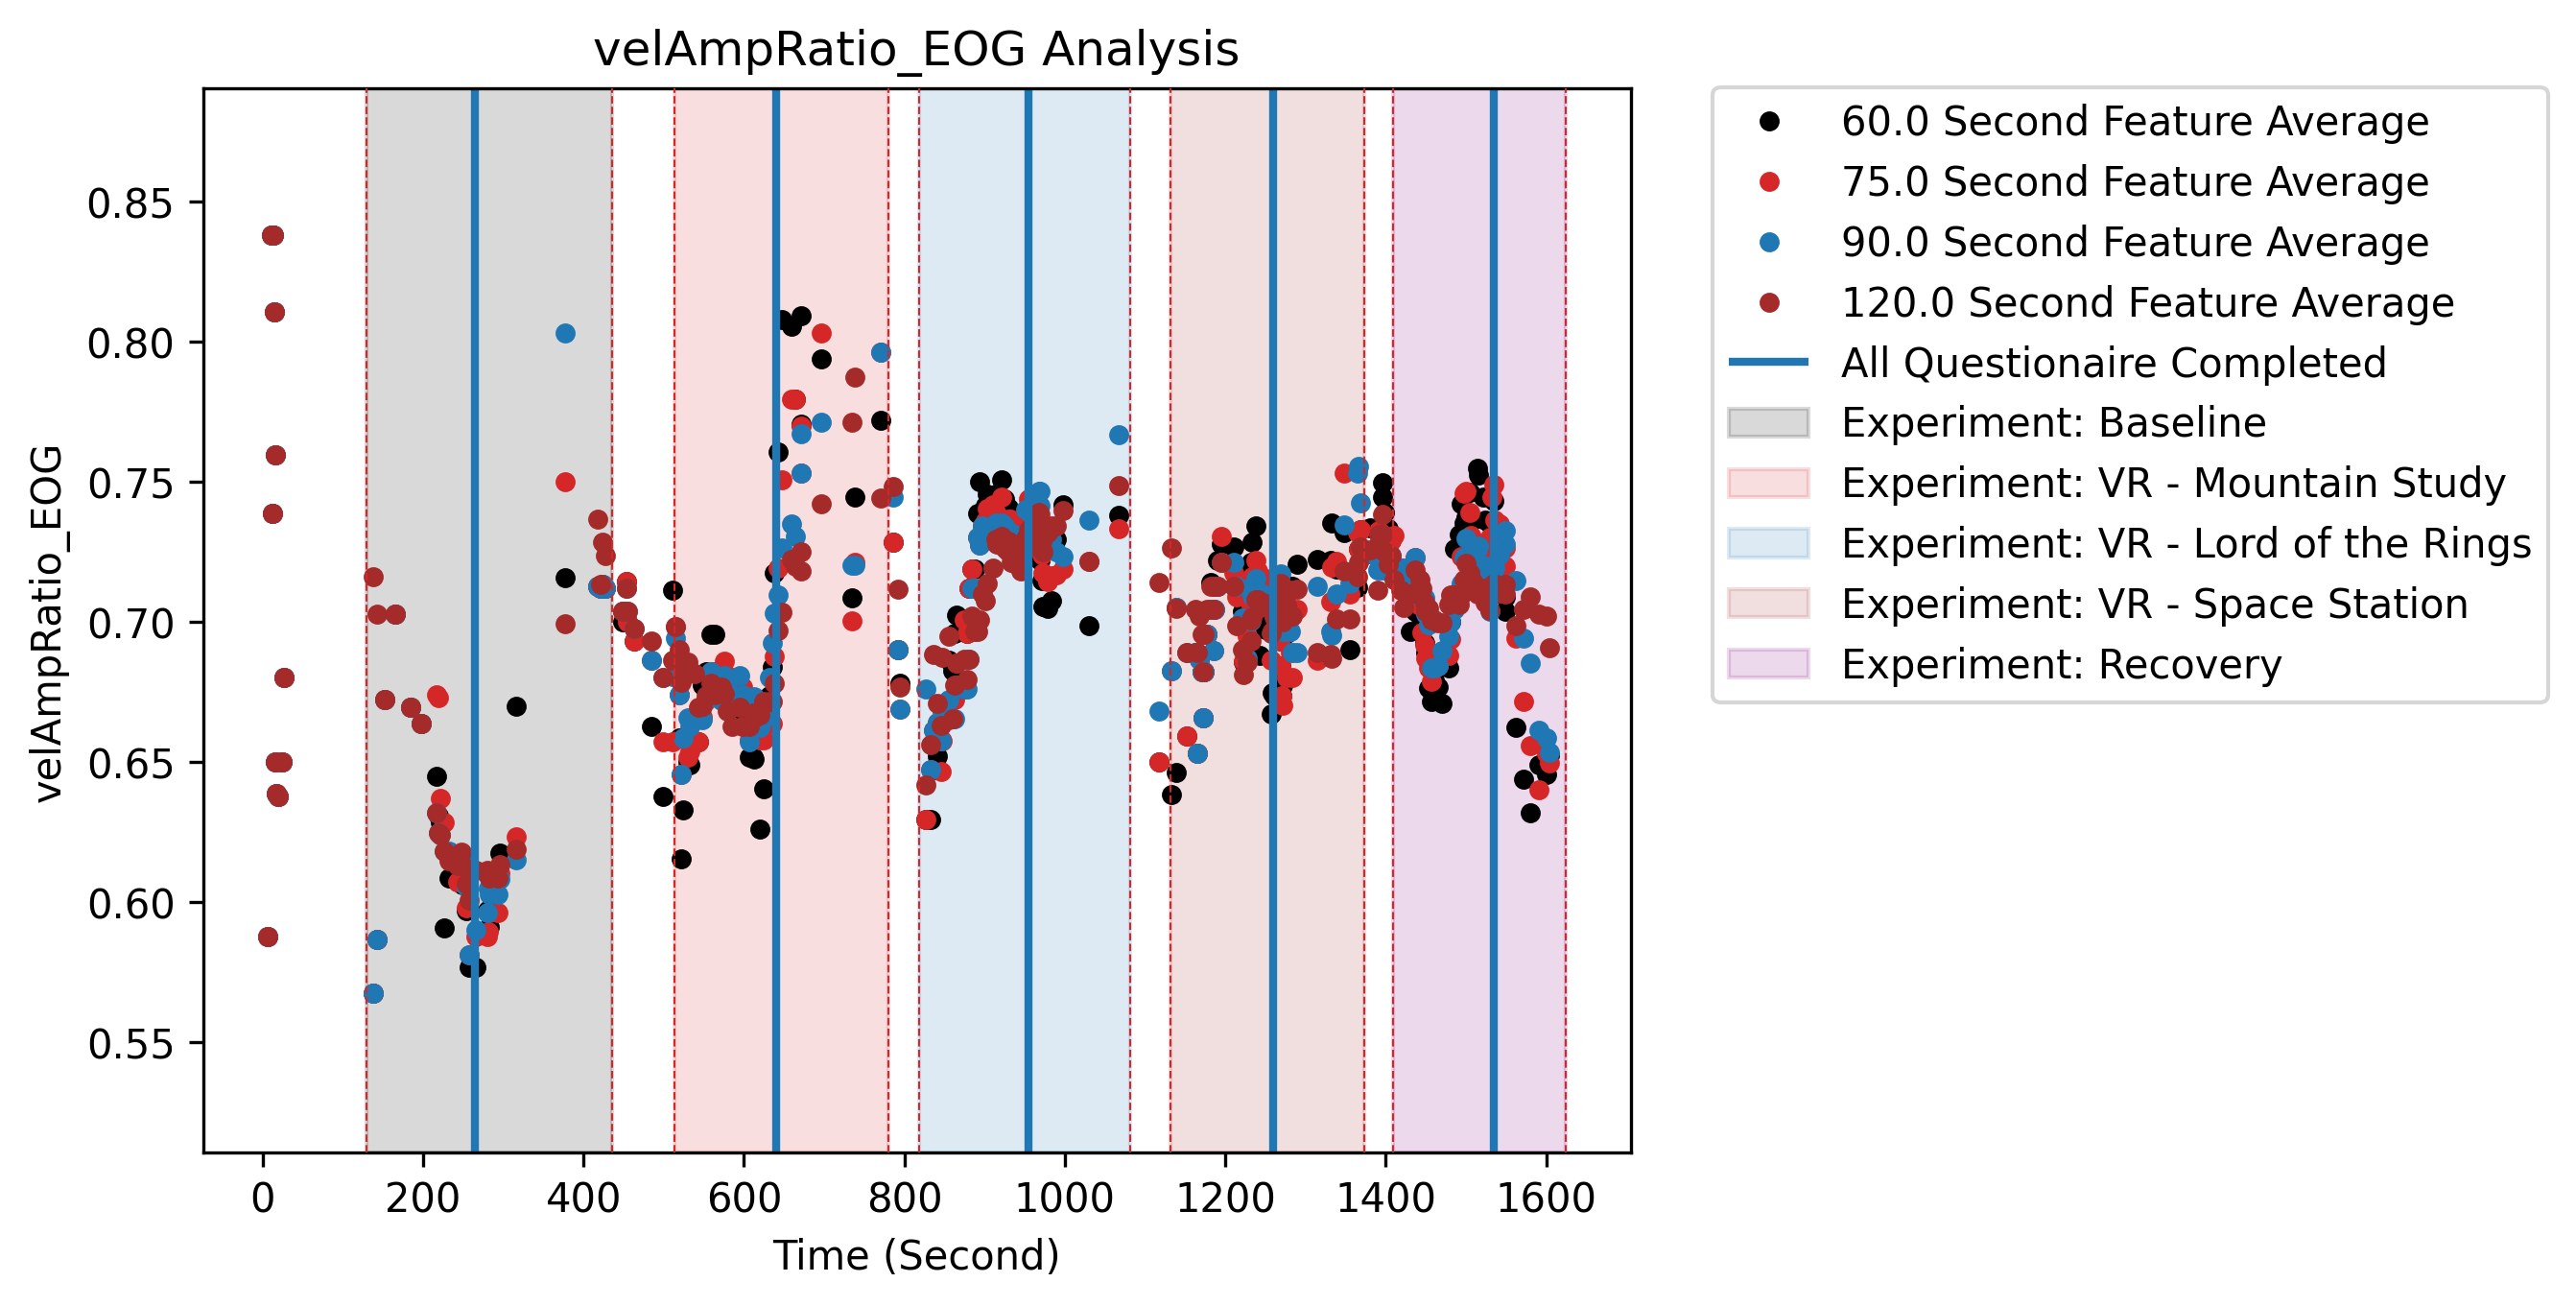 velAmpRatio_EOG Analysis
velAmpRatio_EOG
0.85
0.80
0.75
0.70
0.65
0.60
0.55
0 200 400 600 800 1000 1200 1400 1600
Time (Second)
60.0 Second Feature Average
75.0 Second Feature Average
90.0 Second Feature Average
120.0 Second Feature Average
All Questionaire Completed
Experiment: Baseline
Experiment: VR - Mountain Study
Experiment: VR - Lord of the Rings
Experiment: VR - Space Station
Experiment: Recovery